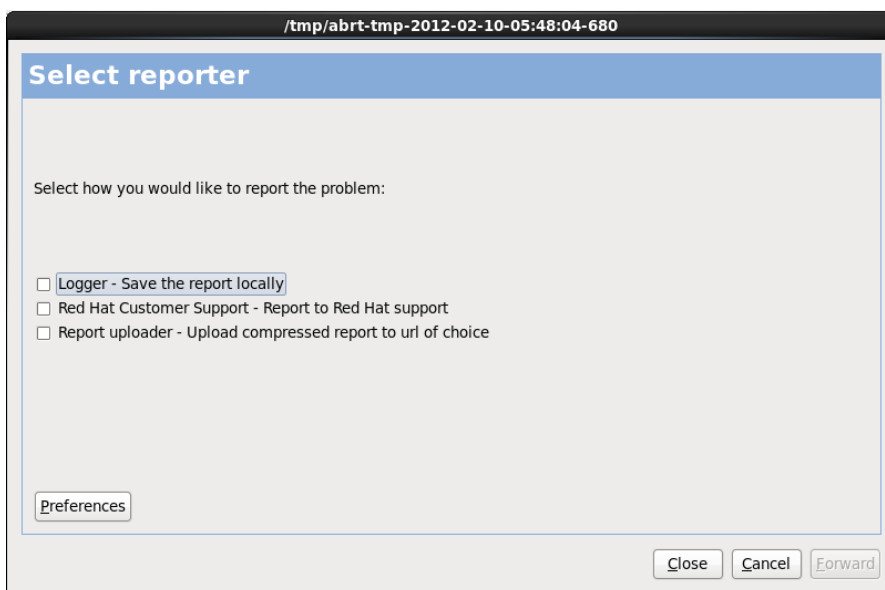 /tmp/abrt-tmp-2012-02-10-05:48:04-680
Select reporter
Select how you would like to report the problem:
Logger - Save the report locally
Red Hat Customer Support - Report to Red Hat support
Report uploader - Upload compressed report to url of choice
Preferences
Close Cancel Forward